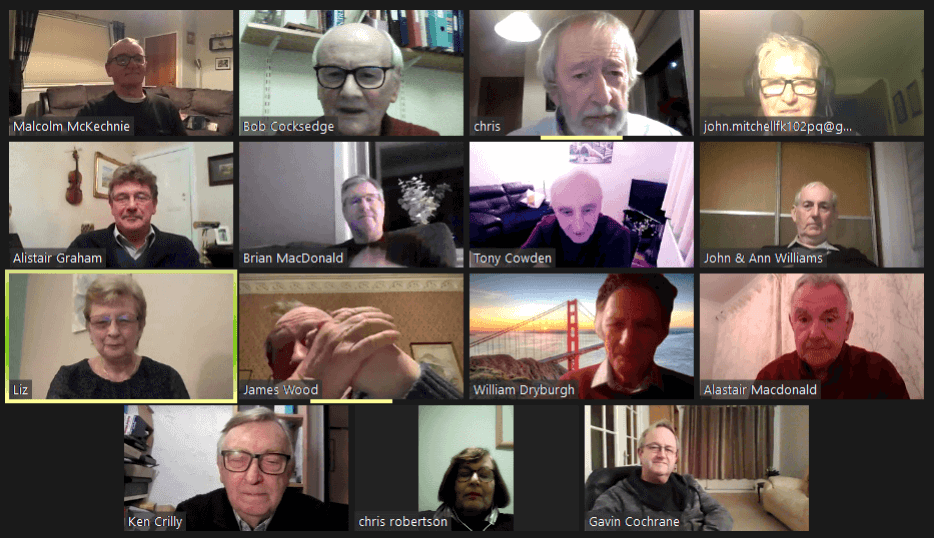 Malcolm McKechnie
Bob Cocksedge
chris
john.mitchellfk102pq@g...
Alistair Graham
Brian MacDonald
Tony Cowden
John & Ann Williams
Liz
James Wood
William Dryburgh
Alastair Macdonald
Ken Crilly
chris robertson
Gavin Cochrane